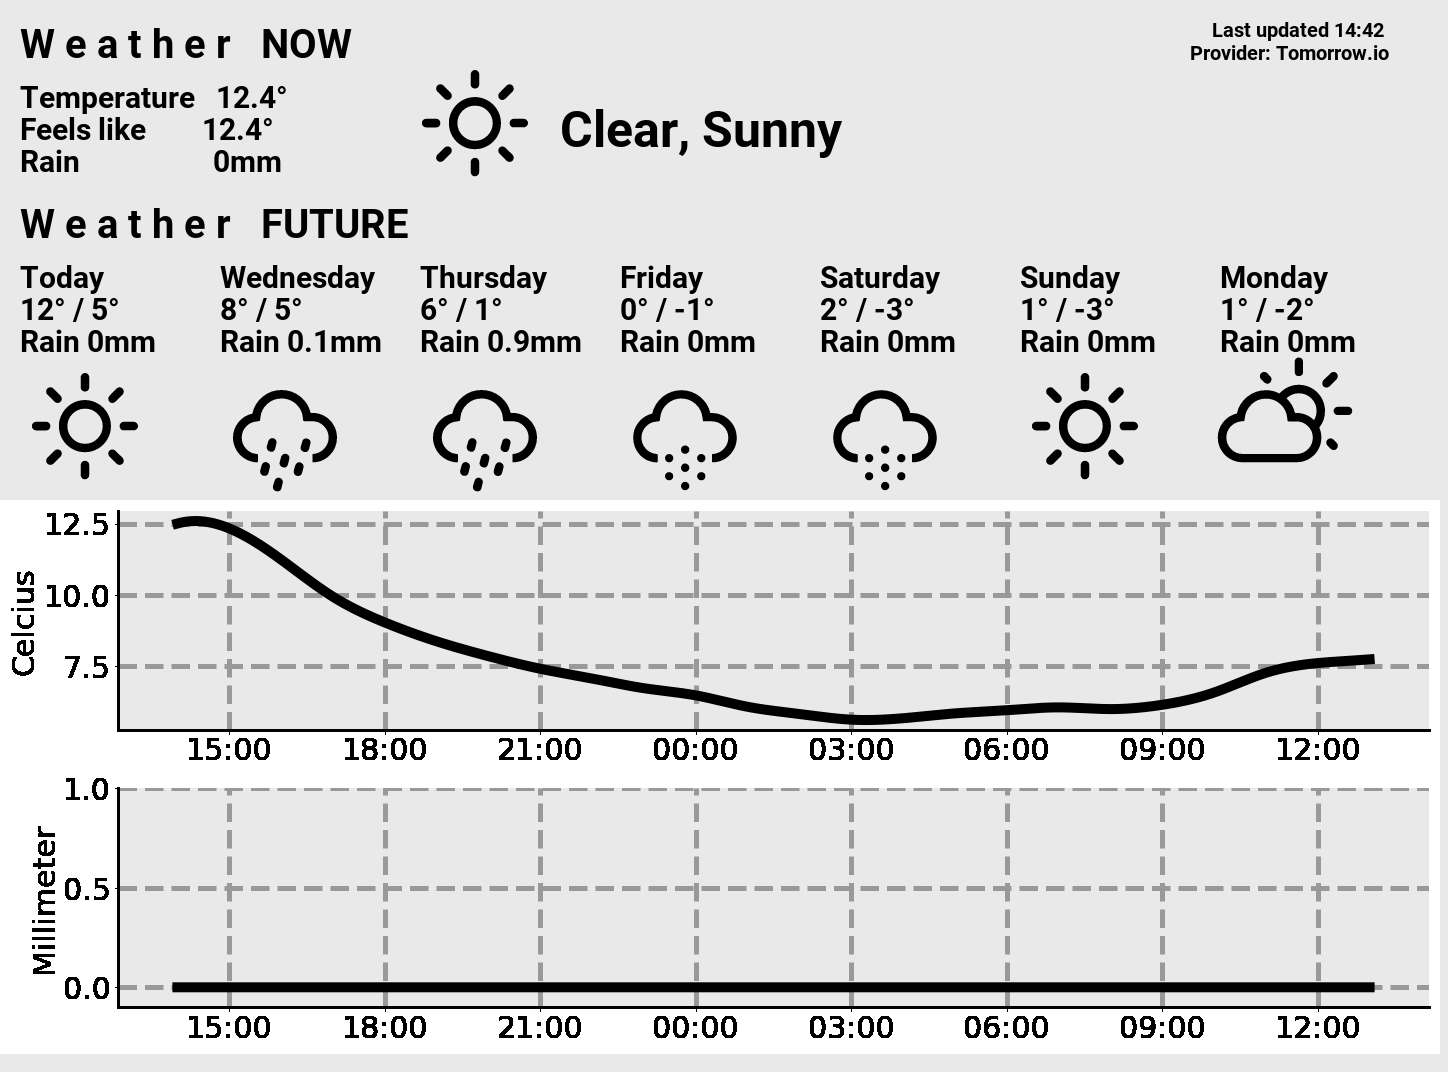 Weather NOW
Last updated 14:42
Provider: Tomorrow.io
Temperature 12.4°
Feels like 12.4°
Rain 0mm
Clear, Sunny
Weather FUTURE
Today
12° / 5°
Rain 0mm
Wednesday
8° / 5°
Rain 0.1mm
Thursday
6° / 1°
Rain 0.9mm
Friday
0° / -1°
Rain 0mm
Saturday
2° / -3°
Rain 0mm
Sunday
1° / -3°
Rain 0mm
Monday
1° / -2°
Rain 0mm
Celcius
12.5
10.0
7.5
15:00 18:00 21:00 00:00 03:00 06:00 09:00 12:00
Millimeter
1.0
0.5
0.0
15:00 18:00 21:00 00:00 03:00 06:00 09:00 12:00